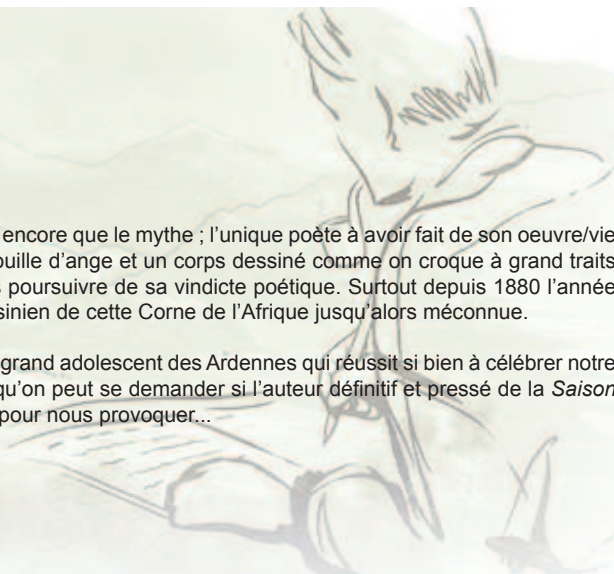 encore que le mythe ; l'unique poète à avoir fait de son oeuvre/vie
ouille d'ange et un corps dessiné comme on croque à grand traits
s poursuivre de sa vindicte poétique. Surtout depuis 1880 l'année
sinien de cette Corne de l'Afrique jusqu'alors méconnue.
grand adolescent des Ardennes qui réussit si bien à célébrer notre
qu'on peut se demander si l'auteur définitif et pressé de la Saison
pour nous provoquer...